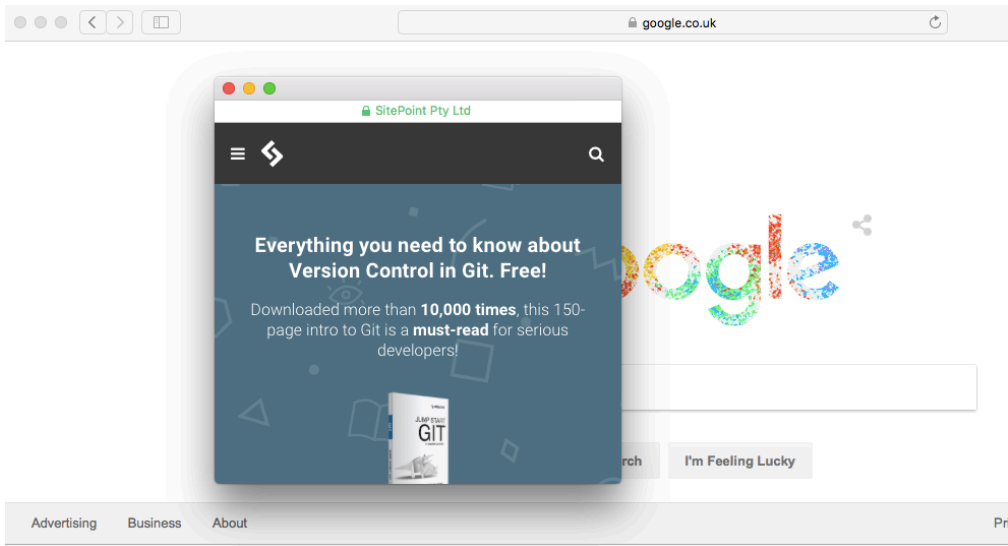 google.co.uk
SitePoint Pty Ltd
Everything you need to know about
Version Control in Git. Free!
Downloaded more than 10,000 times, this 150-
page intro to Git is a must-read for serious
developers!
JUMP START
GIT
ogle
rch
I'm Feeling Lucky
Advertising
Business
About
Pri